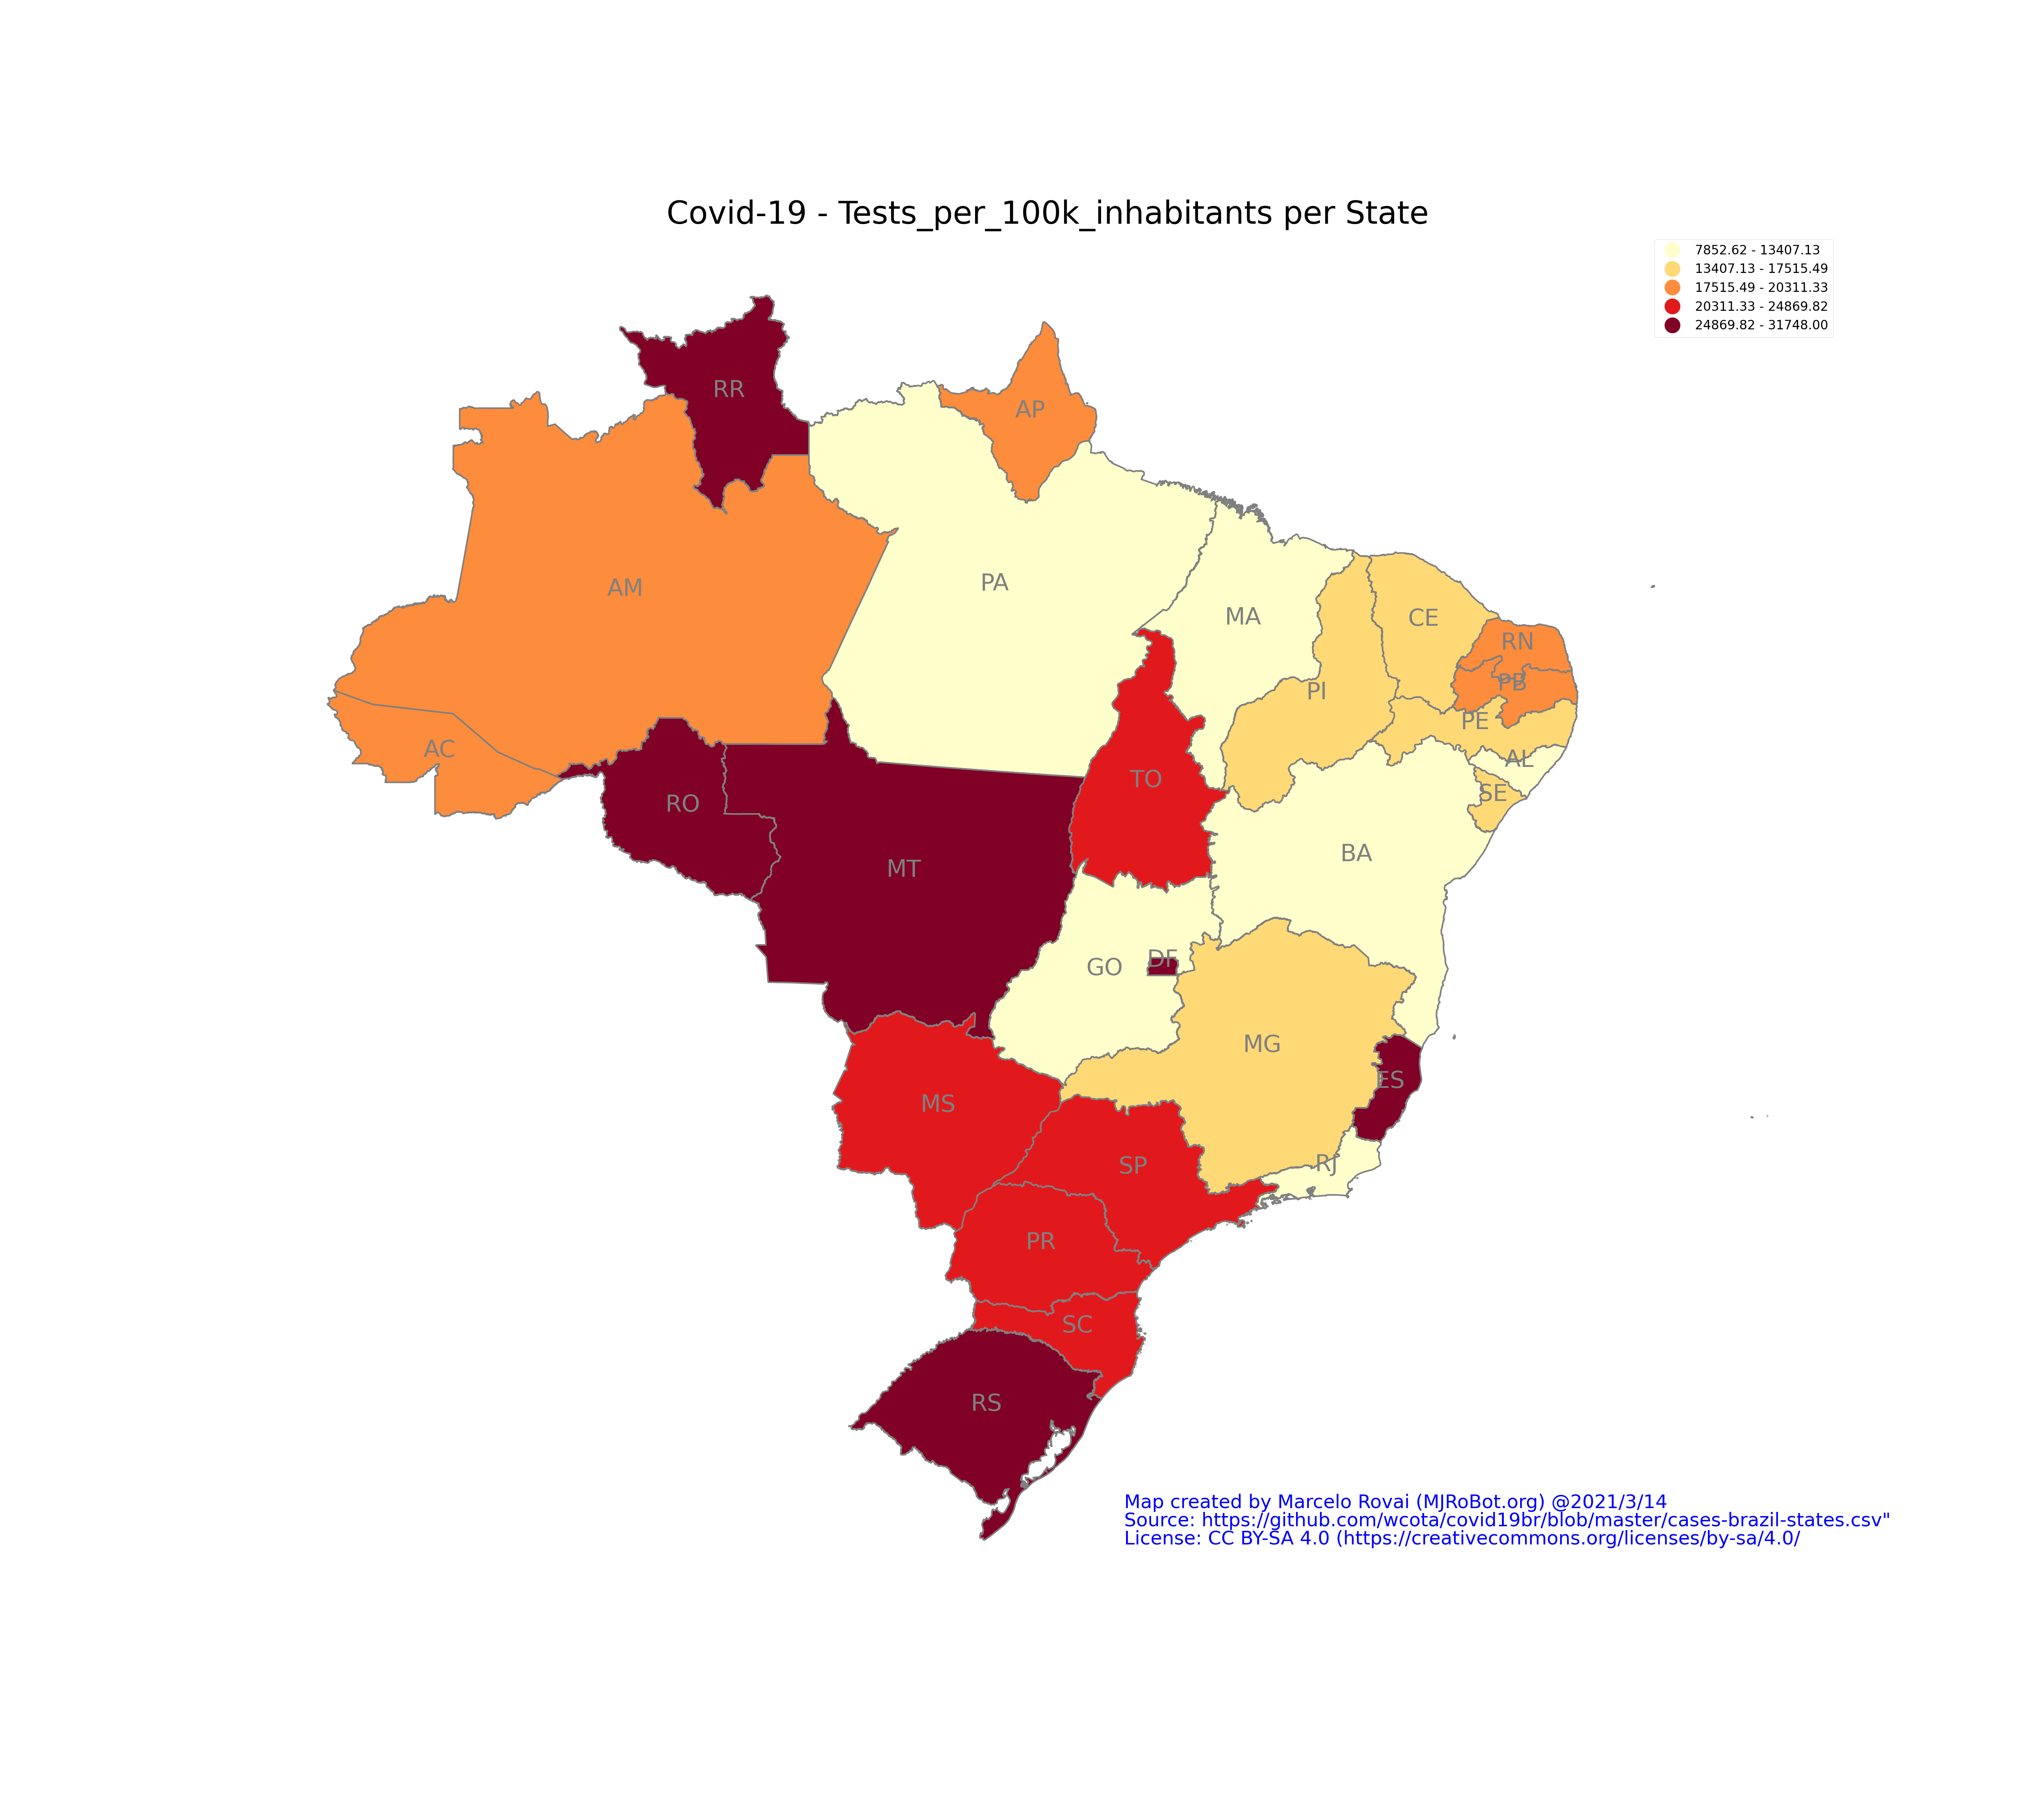 Covid-19 - Tests_per_100k_inhabitants per State
7852.62 - 13407.13
13407.13 - 17515.49
17515.49 - 20311.33
20311.33 - 24869.82
24869.82 - 31748.00
RR
AP
AM
PA
MA
CE
RN
PB
PI
PE
AC
AL
TO
SE
RO
BA
MT
DF
GO
MG
ES
MS
RJ
SP
PR
SC
RS
Map created by Marcelo Rovai (MJRoBot.org) @2021/3/14
Source: https://github.com/wcota/covid19br/blob/master/cases-brazil-states.csv"
License: CC BY-SA 4.0 (https://creativecommons.org/licenses/by-sa/4.0/